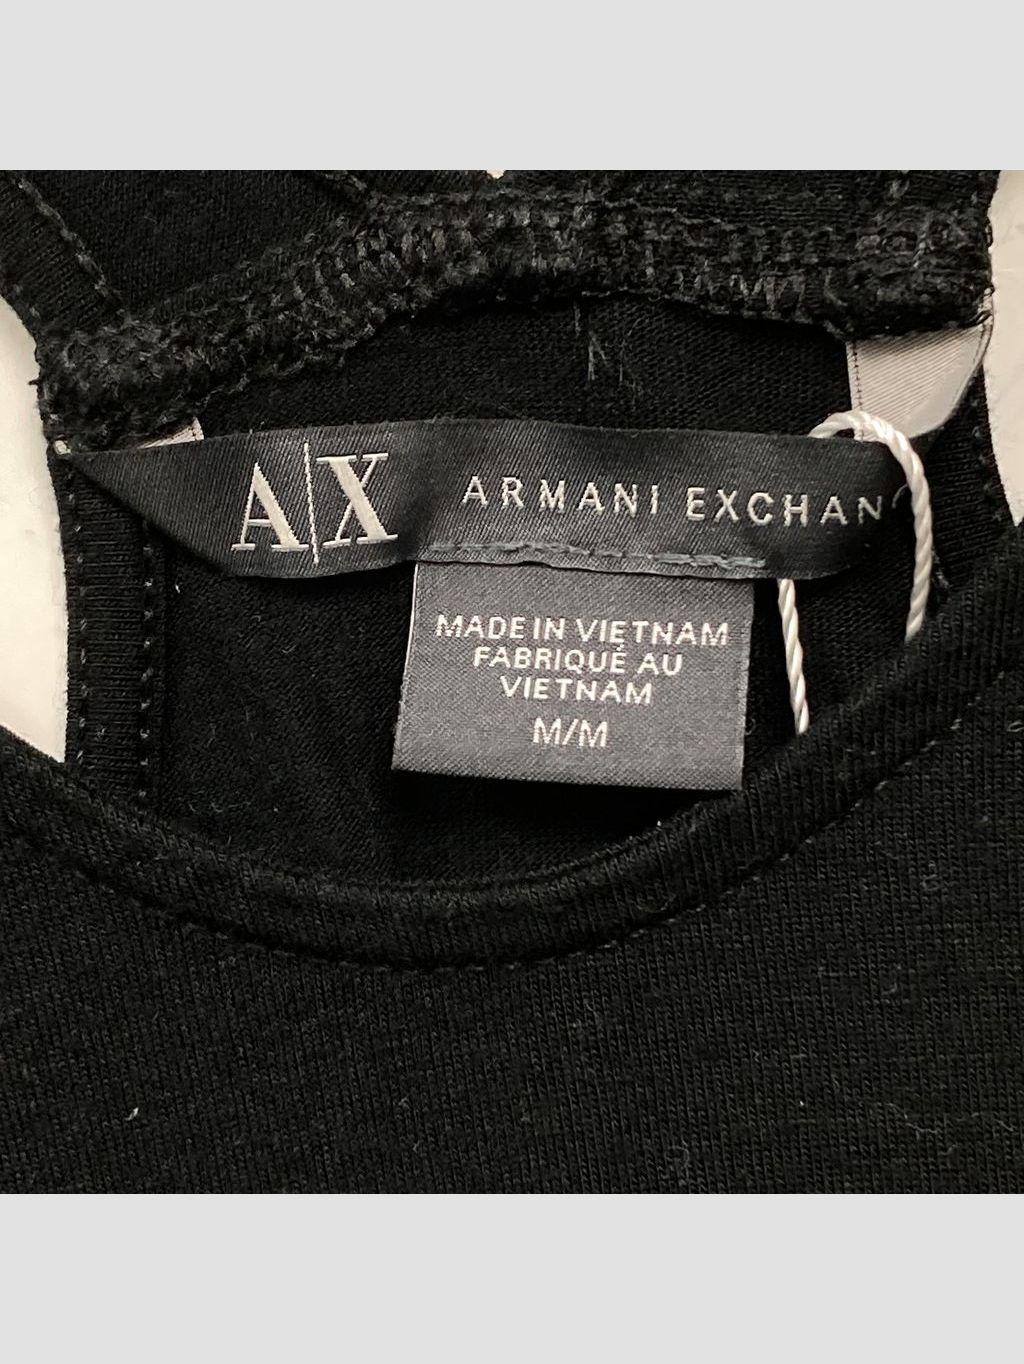 A|X ARMANI EXCHAN
MADE IN VIETNAM
FABRIQUÉ AU
VIETNAM
M/M